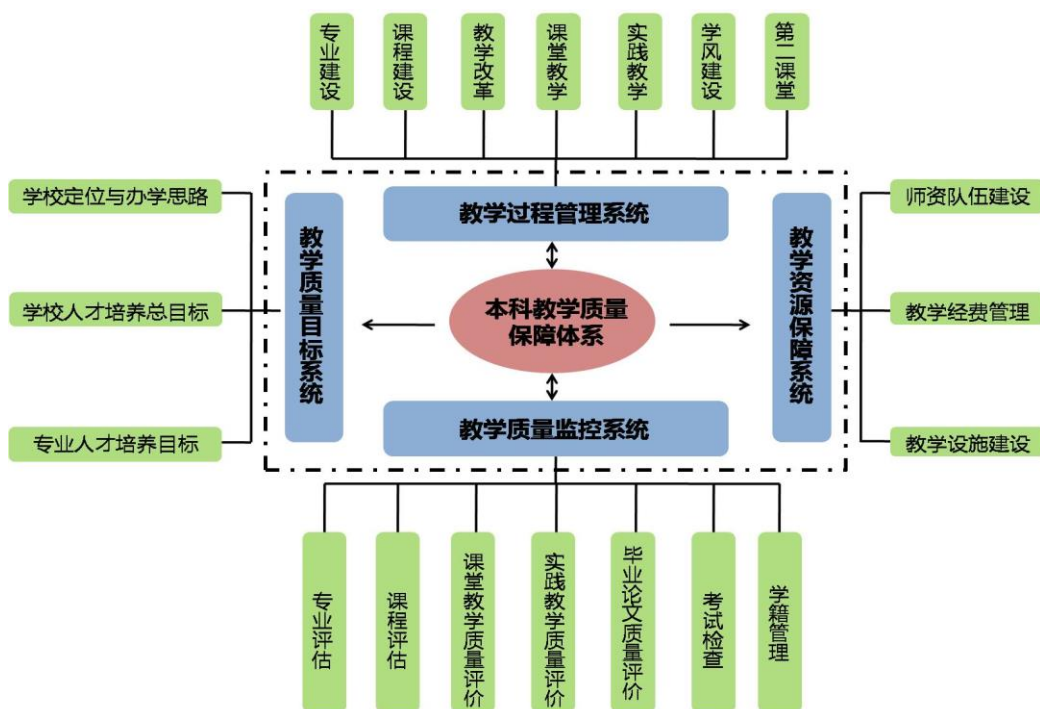 专业建设
课程建设
教学改革
课堂教学
实践教学
学风建设
第二课堂
学校定位与办学思路
学校人才培养总目标
专业人才培养目标
教学质量目标系统
教学过程管理系统
本科教学质量
保障体系
教学质量监控系统
教学资源保障系统
师资队伍建设
教学经费管理
教学设施建设
专业评估
课程评估
课堂教学质量评价
实践教学质量评价
毕业论文质量评价
考试检查
学籍管理